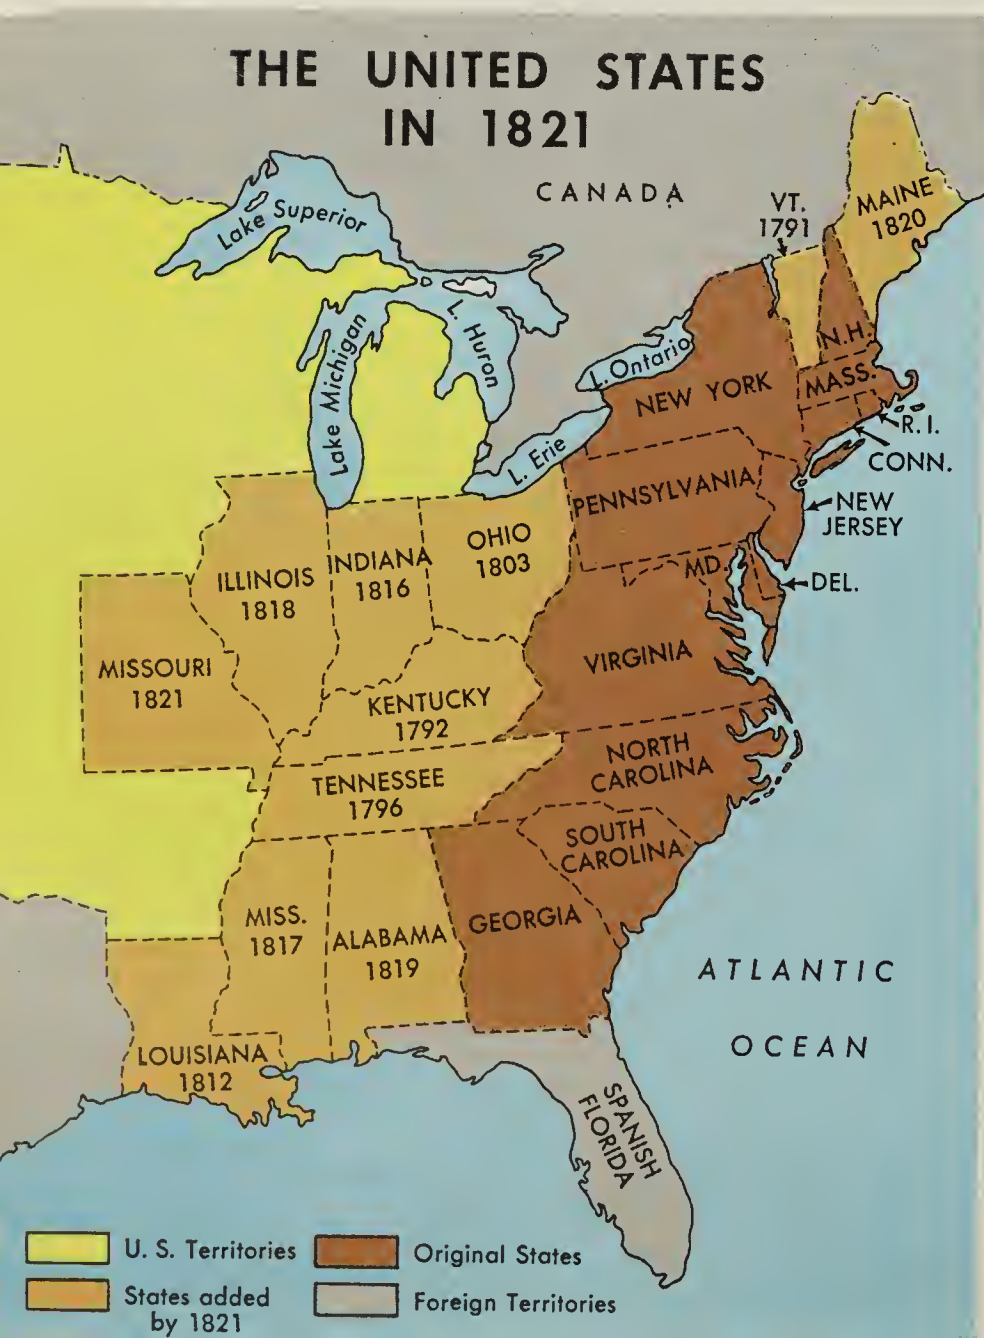 THE UNITED STATES
IN 1821
CANADA
MAINE
1820
VT.
1791
Lake Superior
L. Huron
Lake Michigan
N.H.
L. Ontario
MASS.
NEW YORK
R. I.
L. Erie
CONN.
PENNSYLVANIA
NEW
JERSEY
OHIO
1803
INDIANA
1816
MD.
ILLINOIS
1818
DEL.
VIRGINIA
MISSOURI
1821
KENTUCKY
1792
NORTH
CAROLINA
TENNESSEE
1796
SOUTH
CAROLINA
MISS.
1817
GEORGIA
ALABAMA
1819
ATLANTIC
OCEAN
LOUISIANA
1812
SPANISH
FLORIDA
U. S. Territories
Original States
States added
by 1821
Foreign Territories